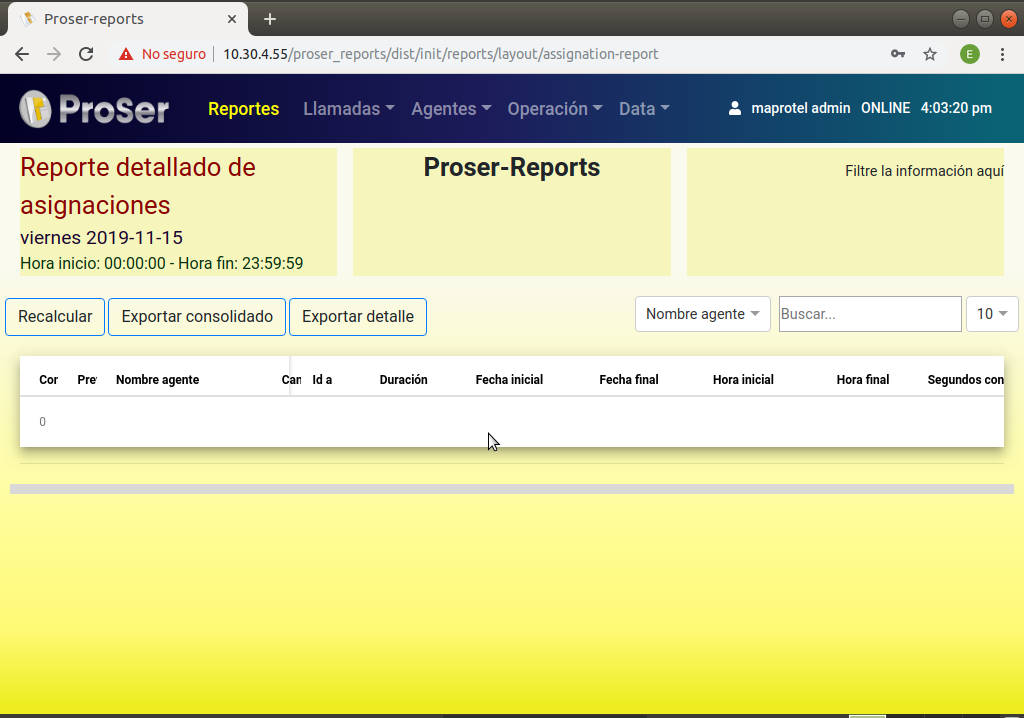 Proser-reports
No seguro
10.30.4.55/proser_reports/dist/init/reports/layout/assignation-report
E
ProSer
Reportes Llamadas Agentes Operación Data maprotel admin ONLINE 4:03:20 pm
Reporte detallado de
asignaciones
viernes 2019-11-15
Hora inicio: 00:00:00 - Hora fin: 23:59:59
Proser-Reports
Filtre la información aquí
Recalcular Exportar consolidado Exportar detalle Nombre agente Buscar... 10
Cor Pre Nombre agente Can Id a Duración Fecha inicial Fecha final Hora inicial Hora final Segundos con
0